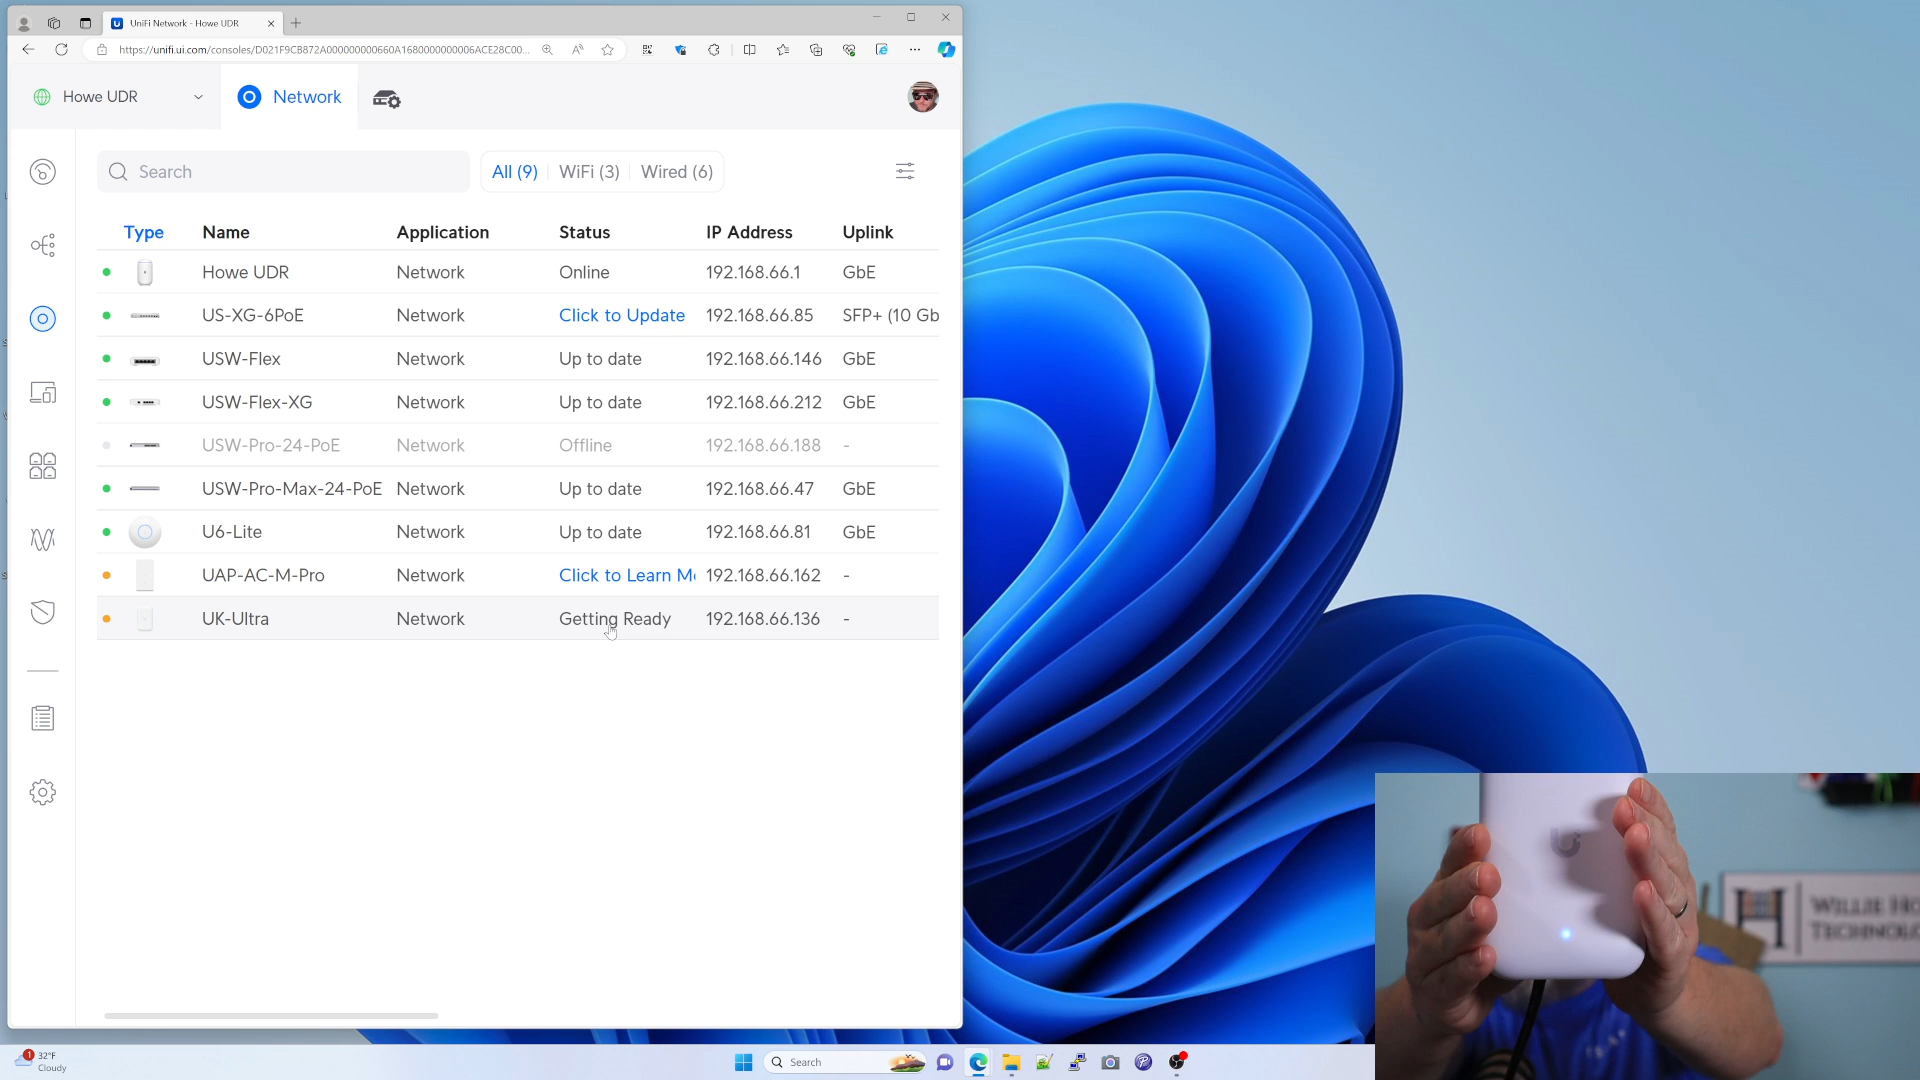 UniFi Network - Howe UDR
https://unifi.ui.com/consoles/D021F9CB872A000000000660A1680000000006ACE28C00...
Howe UDR
Network
Search
All (9)
WiFi (3)
Wired (6)
Type Name Application Status IP Address Uplink
Howe UDR Network Online 192.168.66.1 GbE
US-XG-6PoE Network Click to Update 192.168.66.85 SFP+ (10 Gb
USW-Flex Network Up to date 192.168.66.146 GbE
USW-Flex-XG Network Up to date 192.168.66.212 GbE
USW-Pro-24-PoE Network Offline 192.168.66.188 -
USW-Pro-Max-24-PoE Network Up to date 192.168.66.47 GbE
U6-Lite Network Up to date 192.168.66.81 GbE
UAP-AC-M-Pro Network Click to Learn Mo 192.168.66.162 -
UK-Ultra Network Getting Ready 192.168.66.136 -
WILLIE HO
TECHNOLO
1
32°F
Cloudy
Search